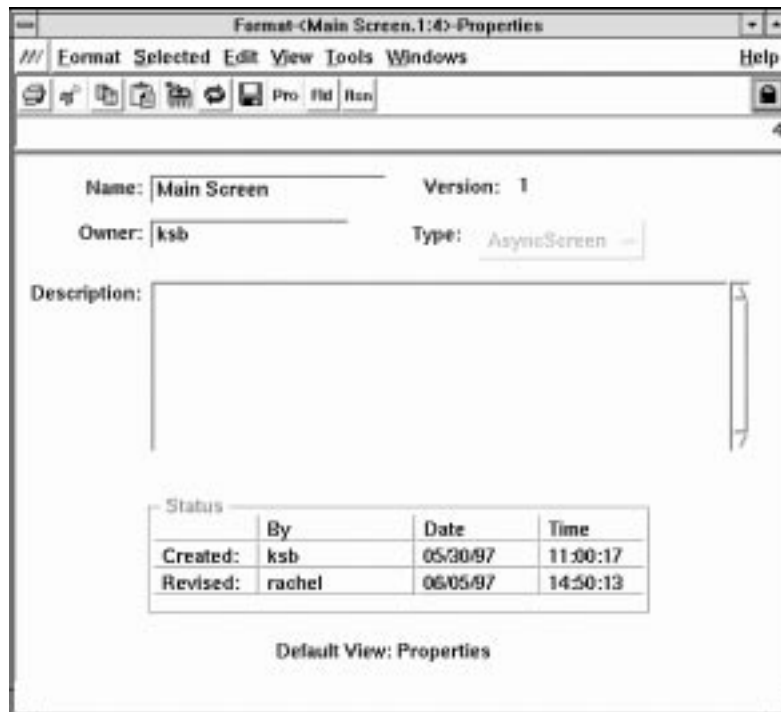 Format-<Main Screen.1:4>-Properties
/// Format Selected Edit View Tools Windows Help
Pro Fld Rsn
4
Name: Main Screen Version: 1
Owner: ksb Type: AsyncScreen
Description:
Status
By Date Time
Created: ksb 05/30/97 11:00:17
Revised: rachel 06/05/97 14:50:13
Default View: Properties